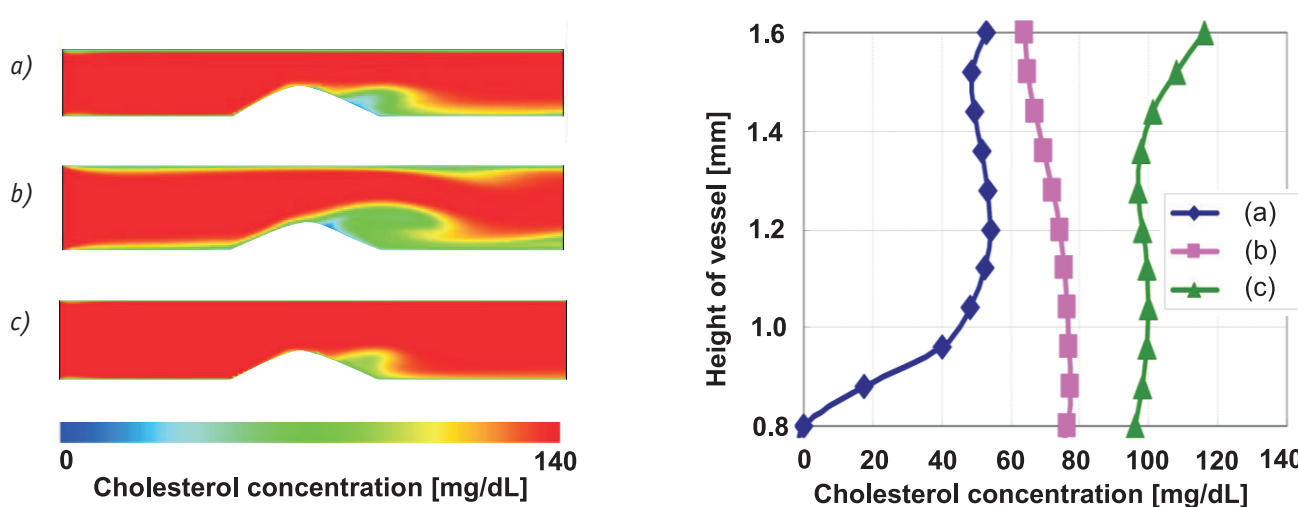 a)
b)
c)
0 140
Cholesterol concentration [mg/dL]
Height of vessel [mm]
1.6
1.4
1.2
1.0
0.8
0 20 40 60 80 100 120 140
Cholesterol concentration [mg/dL]
(a)
(b)
(c)